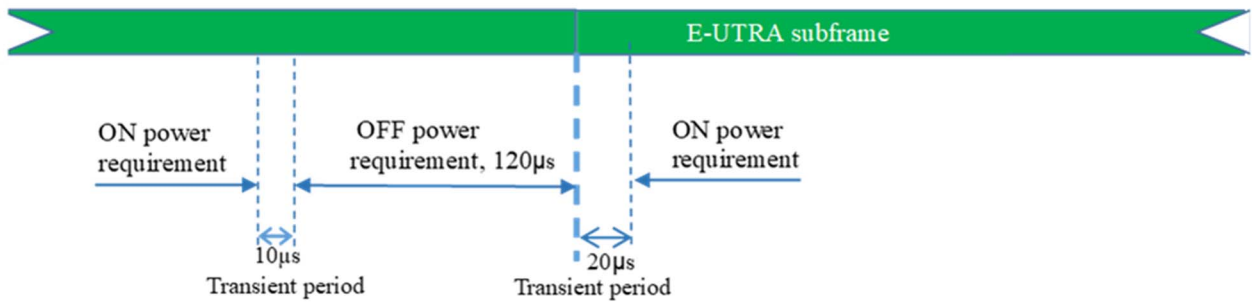 E-UTRA subframe
ON power
requirement
OFF power
requirement, 120μs
ON power
requirement
10μs
Transient period
20μs
Transient period